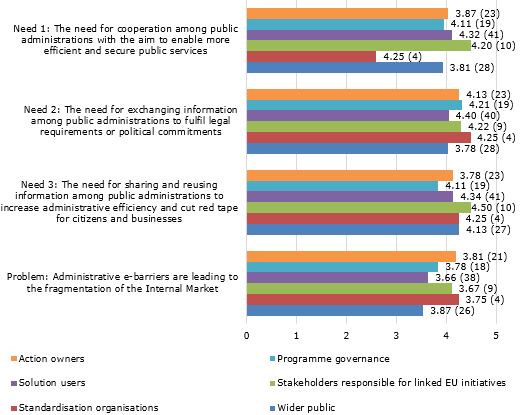 Need 1: The need for cooperation among public
administrations with the aim to enable more
efficient and secure public services
3.87 (23)
4.11 (19)
4.32 (41)
4.20 (10)
4.25 (4)
3.81 (28)
Need 2: The need for exchanging information
among public administrations to fulfil legal
requirements or political commitments
4.13 (23)
4.21 (19)
4.40 (40)
4.22 (9)
4.25 (4)
3.78 (28)
Need 3: The need for sharing and reusing
information among public administrations to
increase administrative efficiency and cut red tape
for citizens and businesses
3.78 (23)
4.11 (19)
4.34 (41)
4.50 (10)
4.25 (4)
4.13 (27)
Problem: Administrative e-barriers are leading to
the fragmentation of the Internal Market
3.81 (21)
3.78 (18)
3.66 (38)
3.67 (9)
3.75 (4)
3.87 (26)
0 1 2 3 4 5
Action owners
Programme governance
Solution users
Stakeholders responsible for linked EU initiatives
Standardisation organisations
Wider public